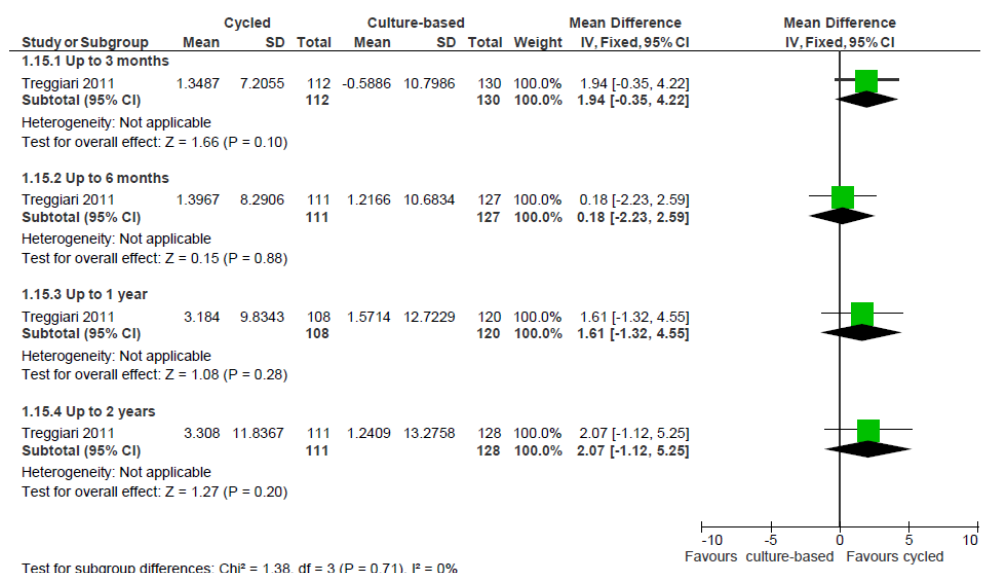 Cycled Culture-based Mean Difference Mean Difference
Study or Subgroup Mean SD Total Mean SD Total Weight IV, Fixed, 95% CI IV, Fixed, 95% CI
1.15.1 Up to 3 months
Treggiari 2011 1.3487 7.2055 112 -0.5886 10.7986 130 100.0% 1.94 [-0.35, 4.22]
Subtotal (95% CI) 112 130 100.0% 1.94 [-0.35, 4.22]
Heterogeneity: Not applicable
Test for overall effect: Z = 1.66 (P = 0.10)
1.15.2 Up to 6 months
Treggiari 2011 1.3967 8.2906 111 1.2166 10.6834 127 100.0% 0.18 [-2.23, 2.59]
Subtotal (95% CI) 111 127 100.0% 0.18 [-2.23, 2.59]
Heterogeneity: Not applicable
Test for overall effect: Z = 0.15 (P = 0.88)
1.15.3 Up to 1 year
Treggiari 2011 3.184 9.8343 108 1.5714 12.7229 120 100.0% 1.61 [-1.32, 4.55]
Subtotal (95% CI) 108 120 100.0% 1.61 [-1.32, 4.55]
Heterogeneity: Not applicable
Test for overall effect: Z = 1.08 (P = 0.28)
1.15.4 Up to 2 years
Treggiari 2011 3.308 11.8367 111 1.2409 13.2758 128 100.0% 2.07 [-1.12, 5.25]
Subtotal (95% CI) 111 128 100.0% 2.07 [-1.12, 5.25]
Heterogeneity: Not applicable
Test for overall effect: Z = 1.27 (P = 0.20)
-10 -5 0 5 10
Favours culture-based Favours cycled
Test for subgroup differences: Chi² = 1.38, df = 3 (P = 0.71), I² = 0%